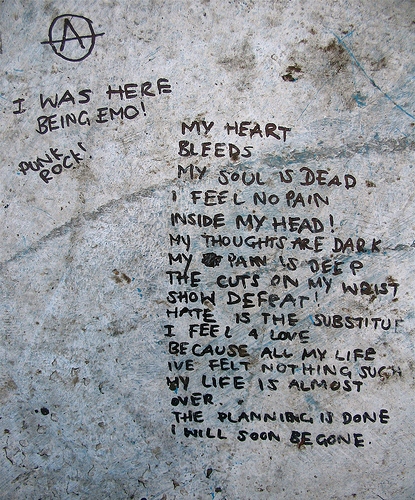 A
I WAS HERE
BEING EMO!
PUNK
ROCK!
MY HEART
BLEEDS
MY SOUL IS DEAD
I FEEL NO PAIN
INSIDE MY HEAD!
MY THOUGHTS ARE DARK
MY PAIN IS DEEP
THE CUTS ON MY WRIST
SHOW DEFEAT!
HATE IS THE SUBSTITUT
I FEEL 4 LOVE
BECAUSE ALL MY LIFE
IVE FELT NOTHING SUCH
MY LIFE IS ALMOST
OVER.
THE PLANNING IS DONE
I WILL SOON BE GONE.